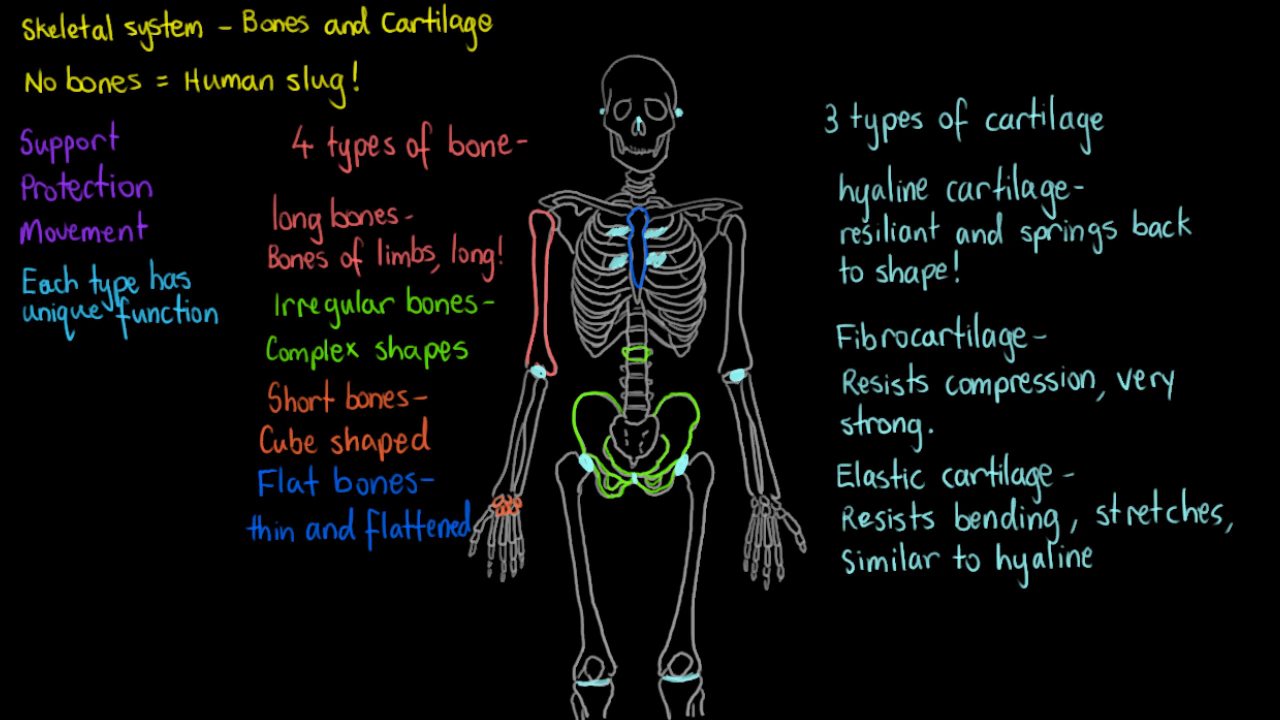 Skeletal system - Bones and Cartilage
No bones = Human slug!
Support
Protection
Movement
Each type has
unique function
4 types of bone-
long bones-
Bones of limbs, long!
Irregular bones-
Complex shapes
Short bones-
Cube shaped
Flat bones-
thin and flattened
3 types of cartilage
hyaline cartilage-
resiliant and springs back
to shape!
Fibrocartilage-
Resists compression, very
strong.
Elastic cartilage-
Resists bending, stretches,
similar to hyaline